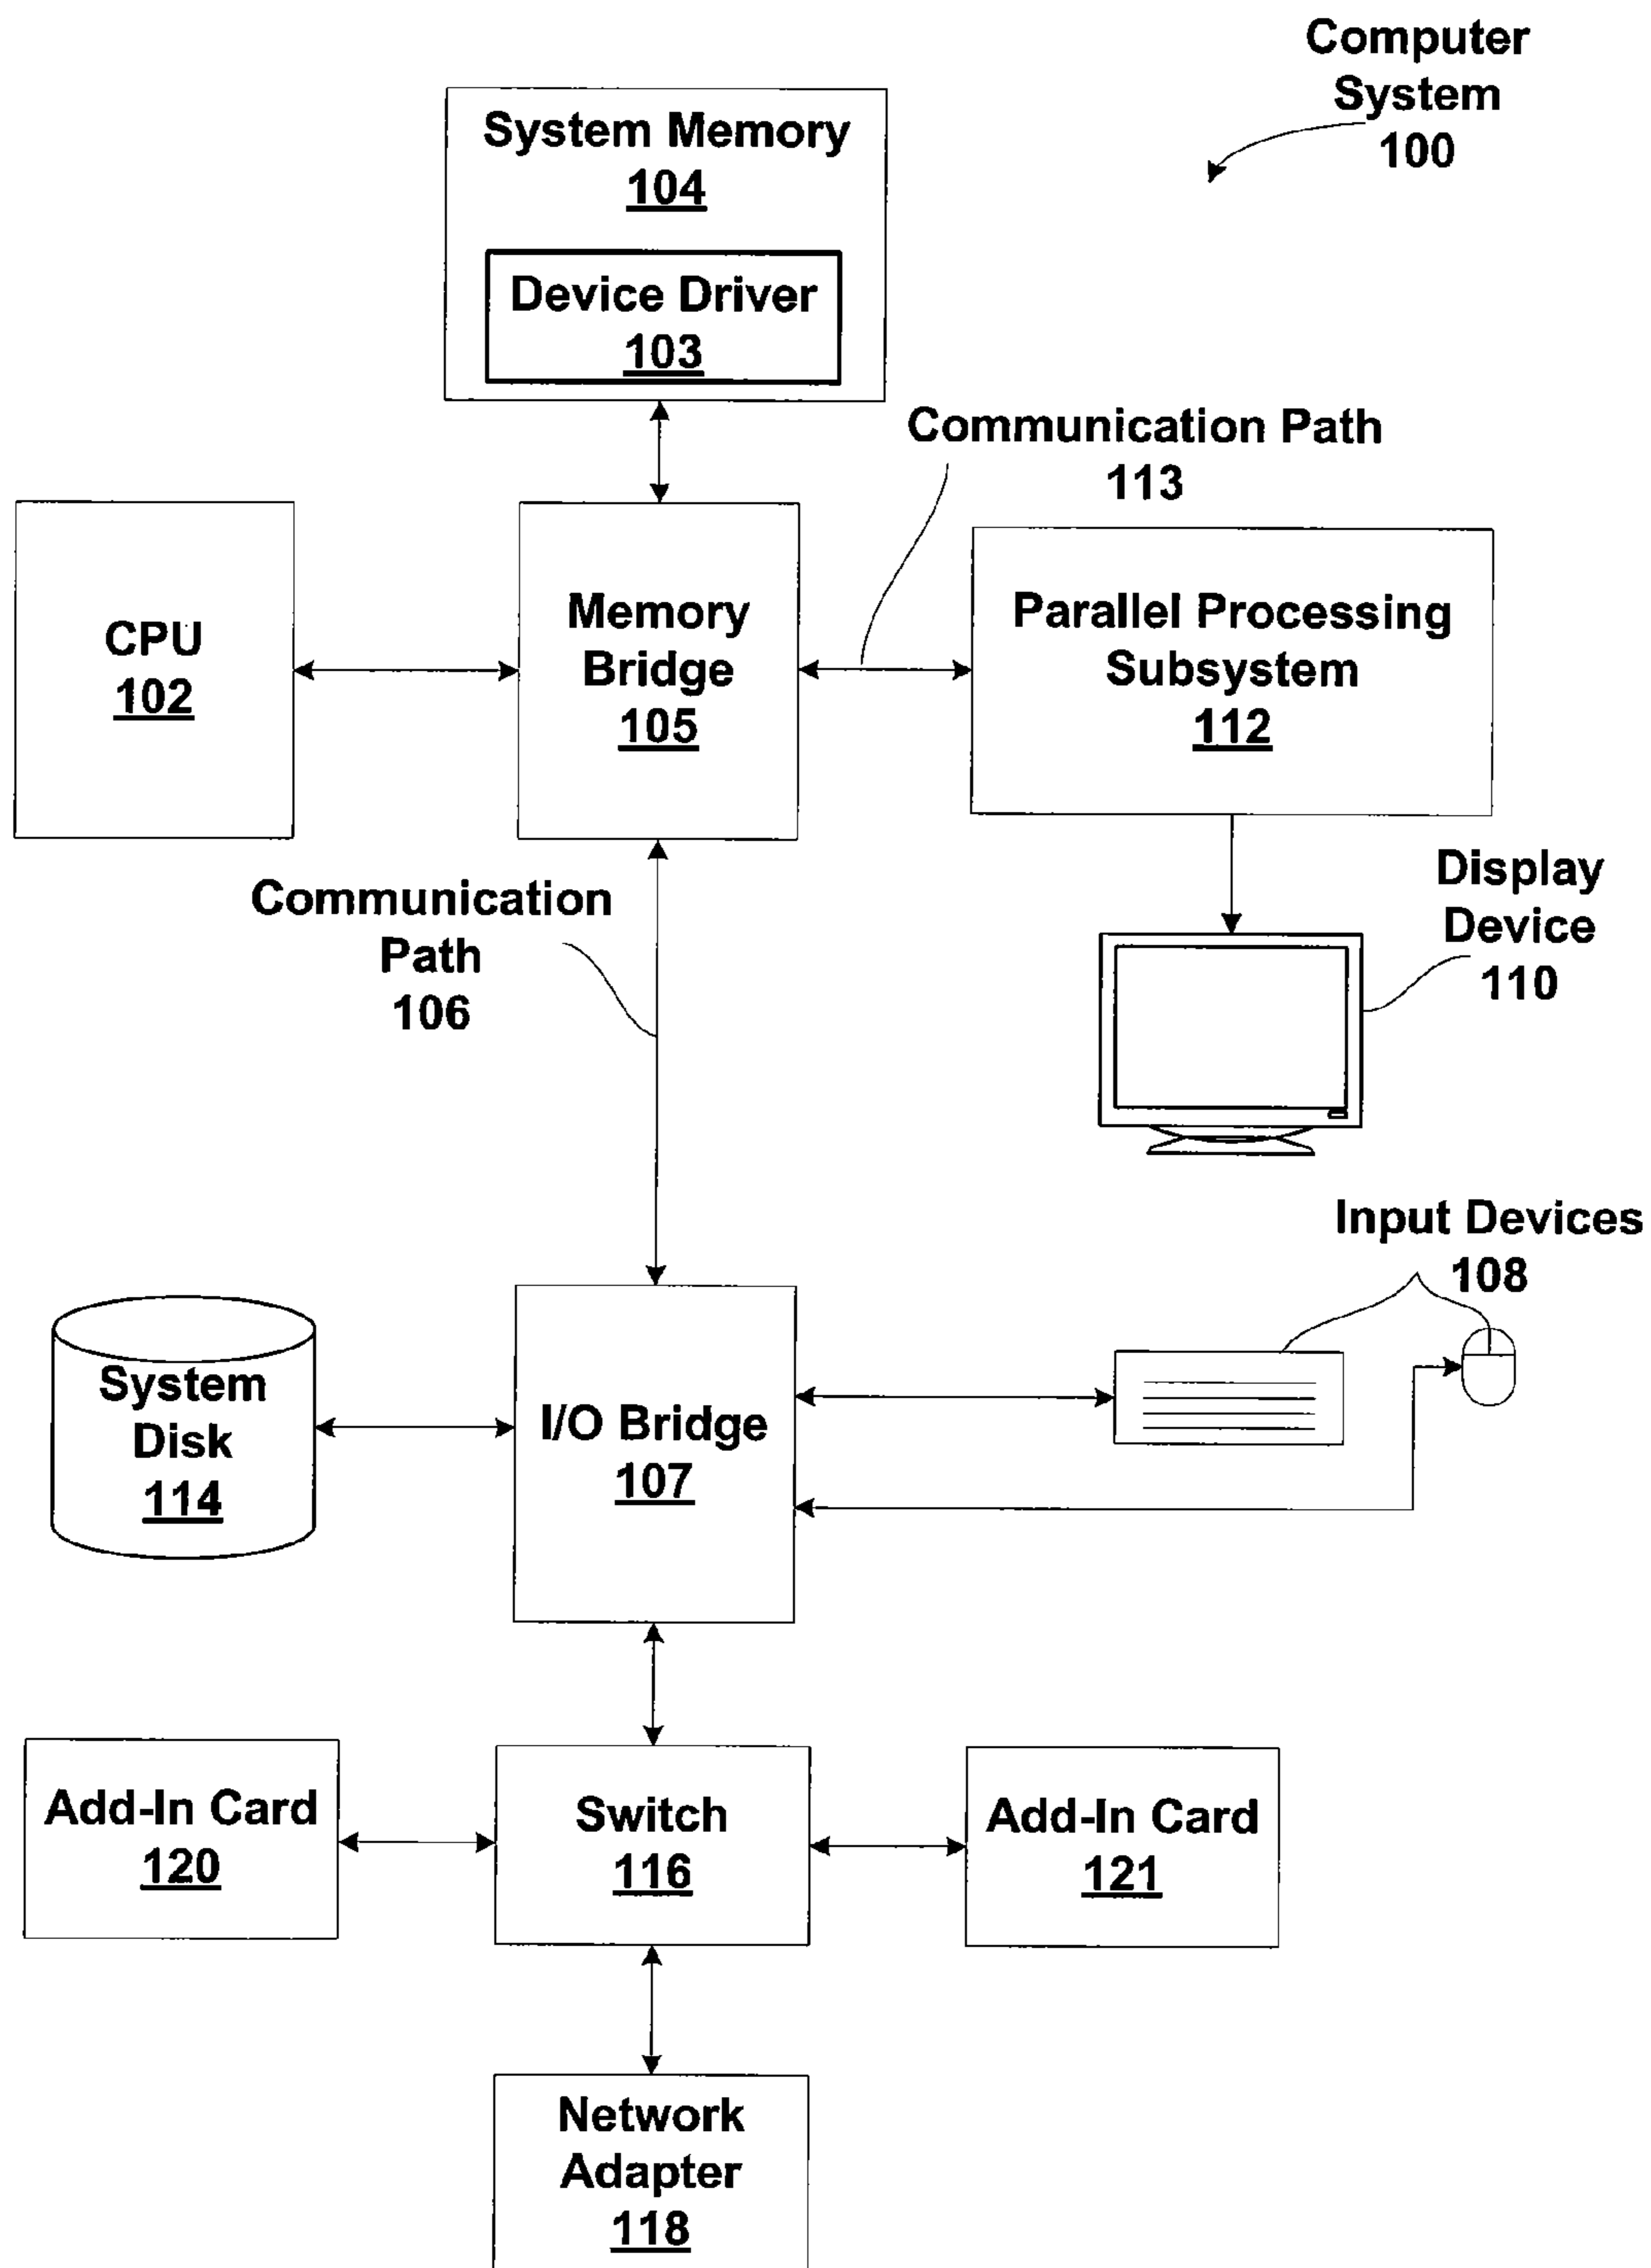 Computer
System
100
System Memory
104
Device Driver
103
Communication Path
113
CPU
102
Memory
Bridge
105
Parallel Processing
Subsystem
112
Communication
Path
106
Display
Device
110
Input Devices
108
System
Disk
114
I/O Bridge
107
Add-In Card
120
Switch
116
Add-In Card
121
Network
Adapter
118